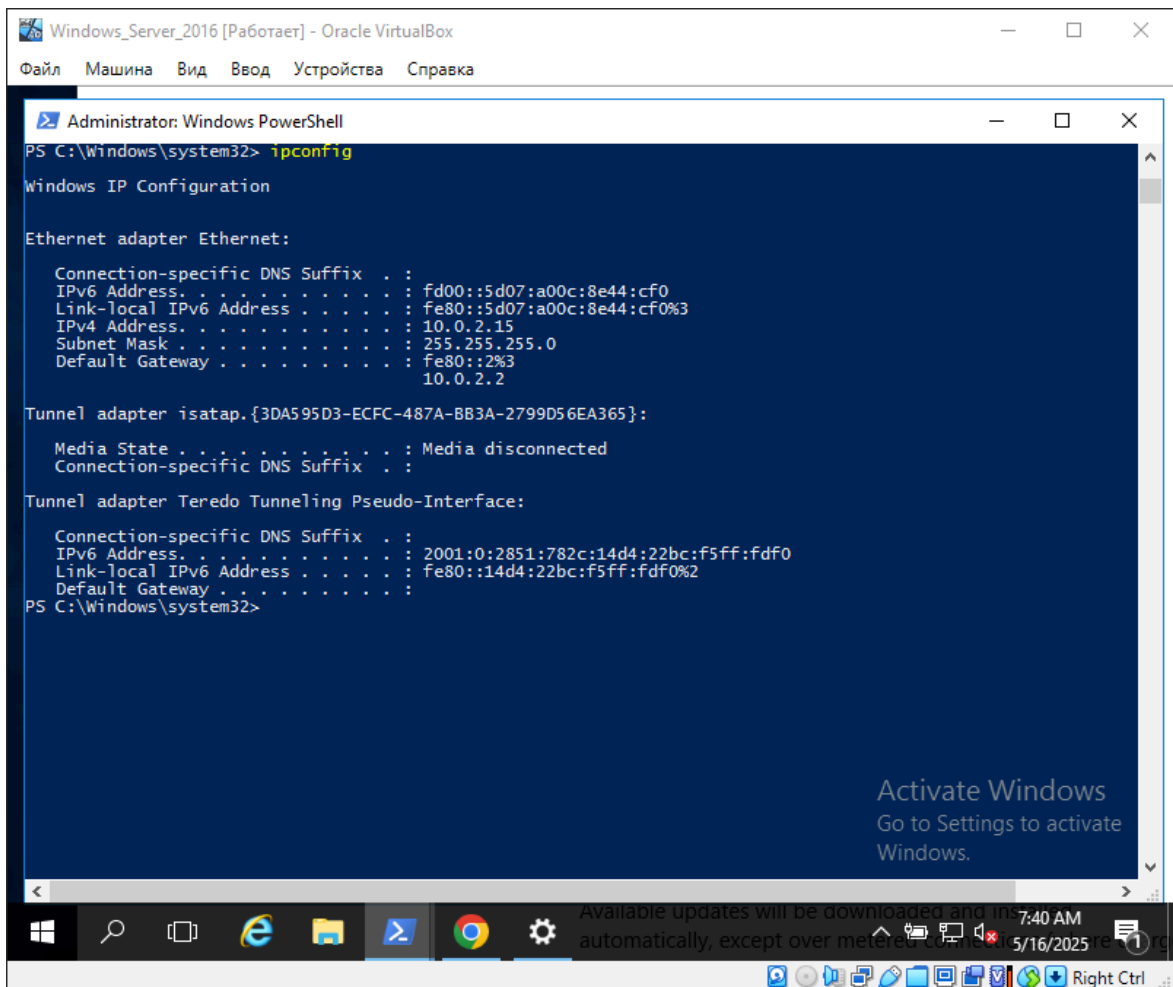 Windows_Server_2016 [Работает] - Oracle VirtualBox
Файл Машина Вид Ввод Устройства Справка
Administrator: Windows PowerShell
PS C:\Windows\system32> ipconfig
Windows IP Configuration
Ethernet adapter Ethernet:
Connection-specific DNS Suffix . :
IPv6 Address. . . . . . . . . . . : fd00::5d07:a00c:8e44:cf0
Link-local IPv6 Address . . . . . : fe80::5d07:a00c:8e44:cf0%3
IPv4 Address. . . . . . . . . . . : 10.0.2.15
Subnet Mask . . . . . . . . . . . : 255.255.255.0
Default Gateway . . . . . . . . . : fe80::2%3
10.0.2.2
Tunnel adapter isatap.{3DA595D3-ECFC-487A-BB3A-2799D56EA365}:
Media State . . . . . . . . . . . : Media disconnected
Connection-specific DNS Suffix . :
Tunnel adapter Teredo Tunneling Pseudo-Interface:
Connection-specific DNS Suffix . :
IPv6 Address. . . . . . . . . . . : 2001:0:2851:782c:14d4:22bc:f5ff:fdf0
Link-local IPv6 Address . . . . . : fe80::14d4:22bc:f5ff:fdf0%2
Default Gateway . . . . . . . . . :
PS C:\Windows\system32>
Activate Windows
Go to Settings to activate
Windows.
Available updates will be downloaded and installed
automatically, except over metered
7:40 AM
5/16/2025
1
Right Ctrl